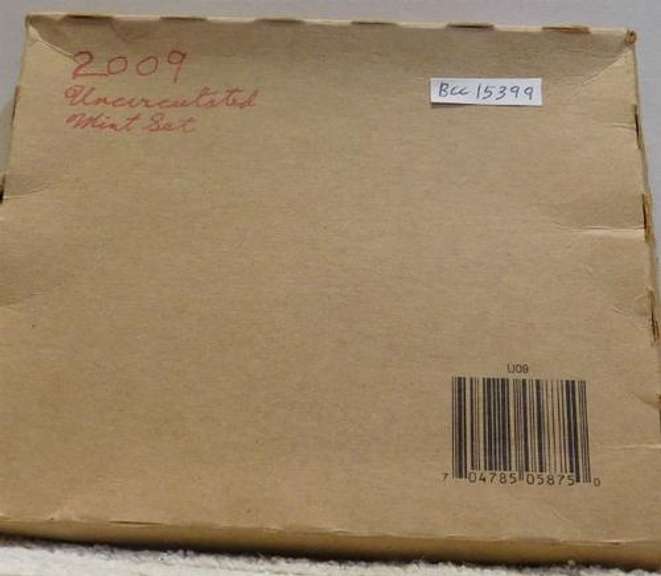 2009
Uncirculated
Mint Set
Bcc 15399
U09
7 04785 05875 0